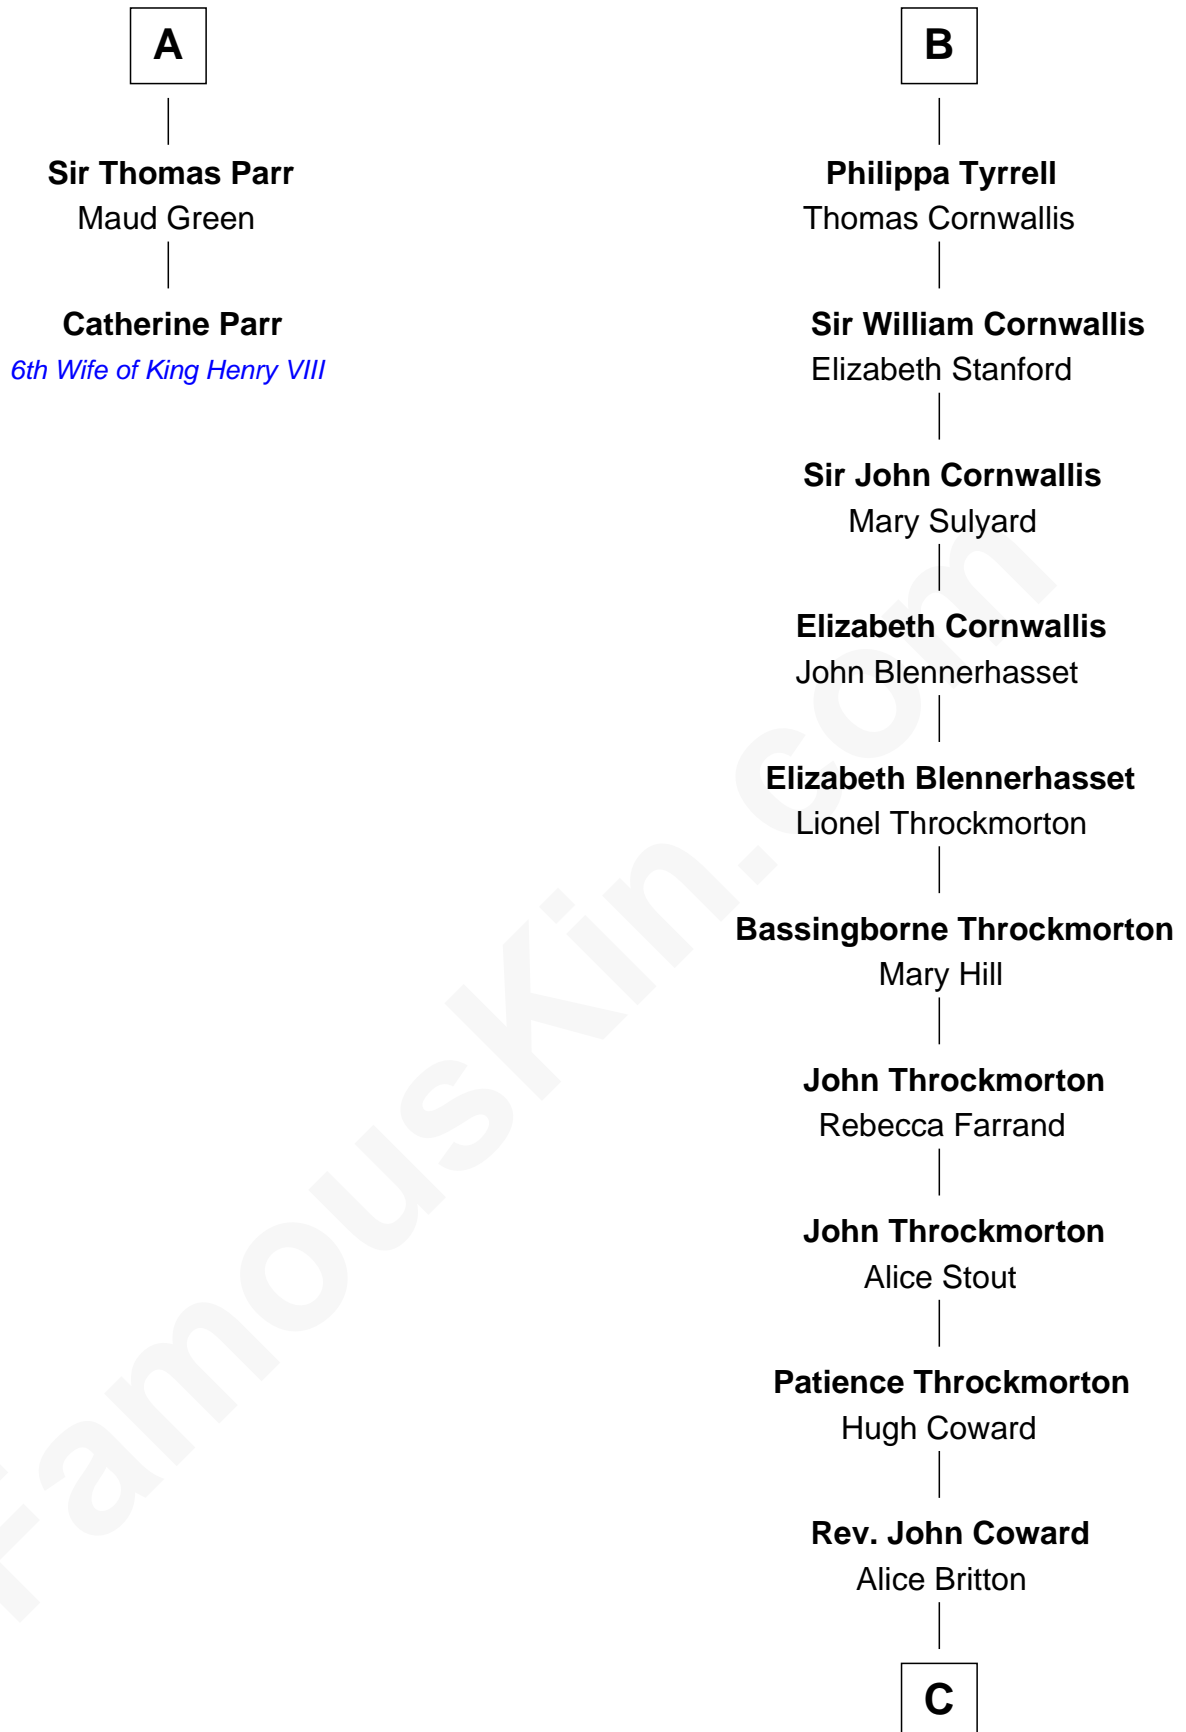 A
Sir Thomas Parr
Maud Green
Catherine Parr
6th Wife of King Henry VIII
B
Philippa Tyrrell
Thomas Cornwallis
Sir William Cornwallis
Elizabeth Stanford
Sir John Cornwallis
Mary Sulyard
Elizabeth Cornwallis
John Blennerhasset
Elizabeth Blennerhasset
Lionel Throckmorton
Bassingborne Throckmorton
Mary Hill
John Throckmorton
Rebecca Farrand
John Throckmorton
Alice Stout
Patience Throckmorton
Hugh Coward
Rev. John Coward
Alice Britton
C
FamousKin.com